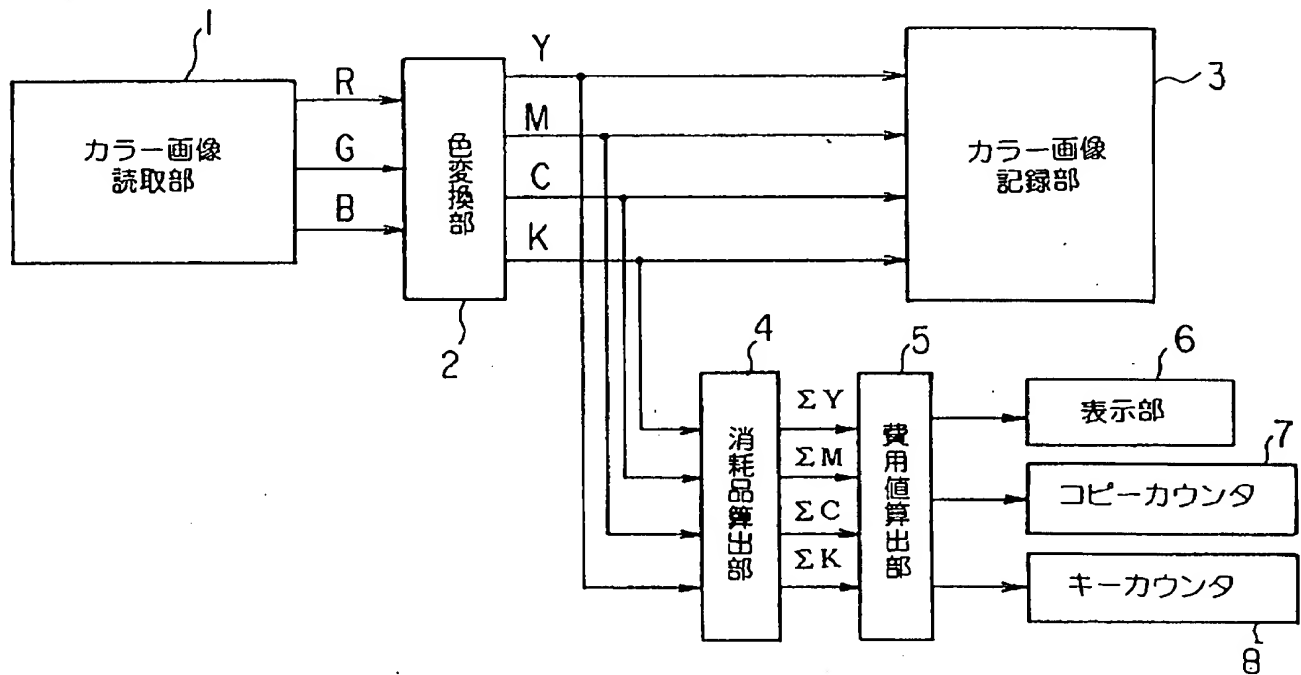 1
カラー画像
読取部
R
G
B
色変換部
2
Y
M
C
K
カラー画像
記録部
3
4
消耗品算出部
ΣY
ΣM
ΣC
ΣK
5
費用値算出部
6
表示部
7
コピーカウンタ
キーカウンタ
8